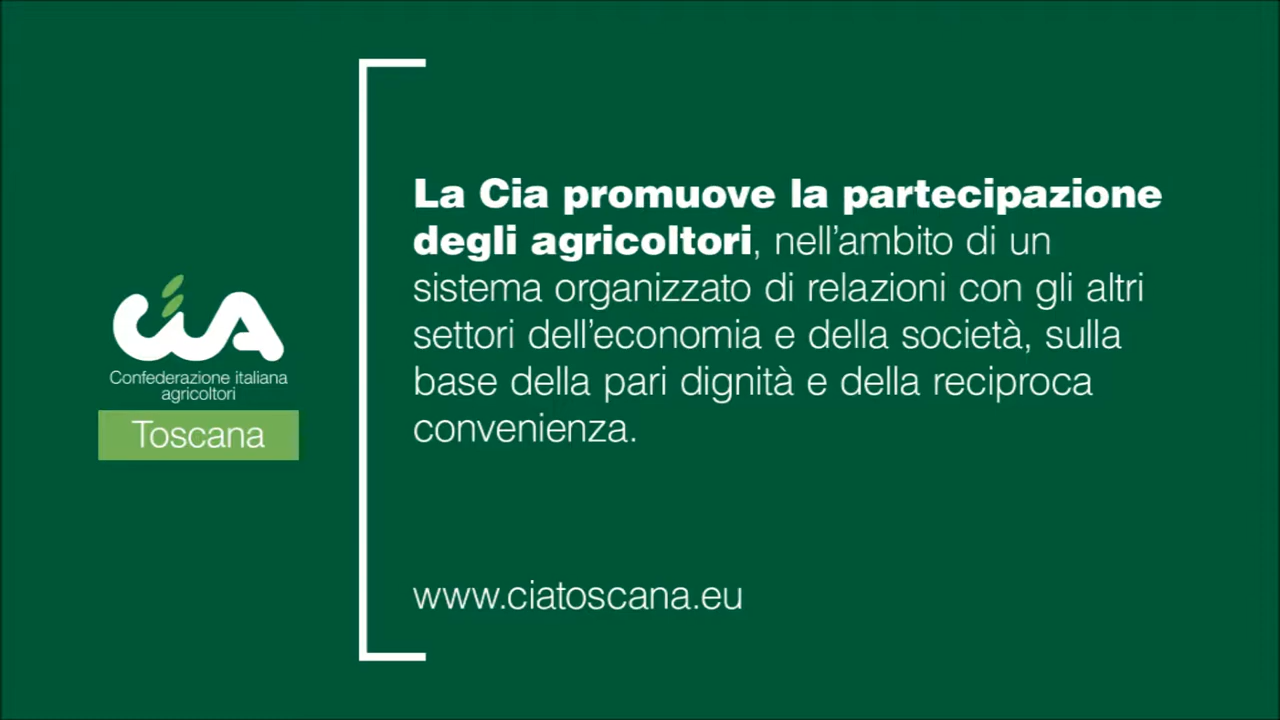 CiA
Confederazione italiana
agricoltori
Toscana
La Cia promuove la partecipazione
degli agricoltori, nell'ambito di un
sistema organizzato di relazioni con gli altri
settori dell'economia e della società, sulla
base della pari dignità e della reciproca
convenienza.
www.ciatoscana.eu